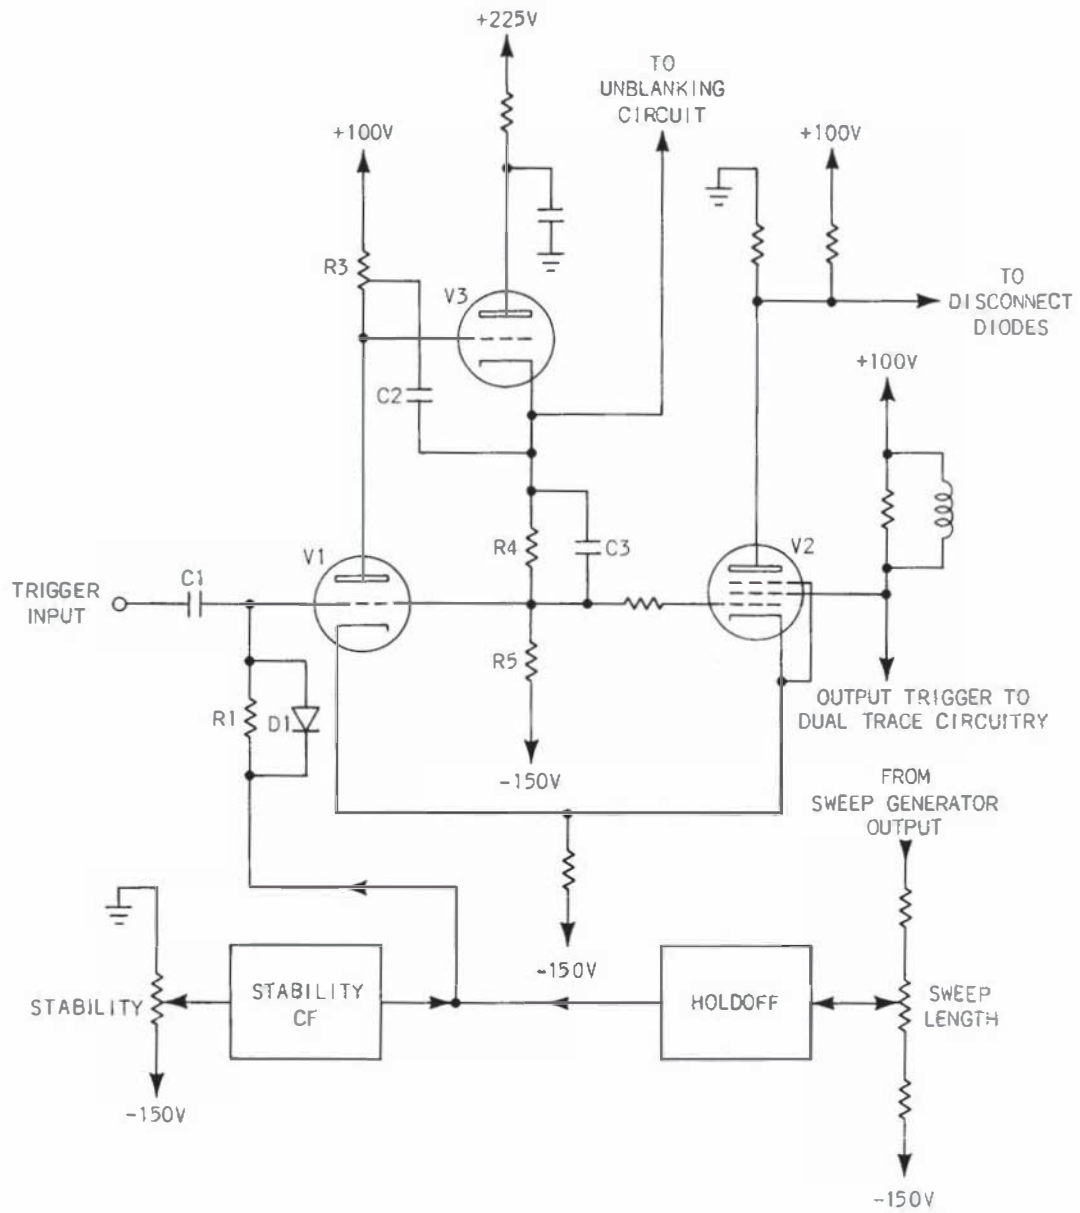 +225V
TO
UNBLANKING
CIRCUIT
+100V
+100V
R3
V3
TO
DISCONNECT
DIODES
+100V
C2
V1
R4
C3
V2
TRIGGER
INPUT
C1
R5
R1
D1
OUTPUT TRIGGER TO
DUAL TRACE CIRCUITRY
-150V
FROM
SWEEP GENERATOR
OUTPUT
-150V
STABILITY
STABILITY
CF
HOLDOFF
SWEEP
LENGTH
-150V
-150V